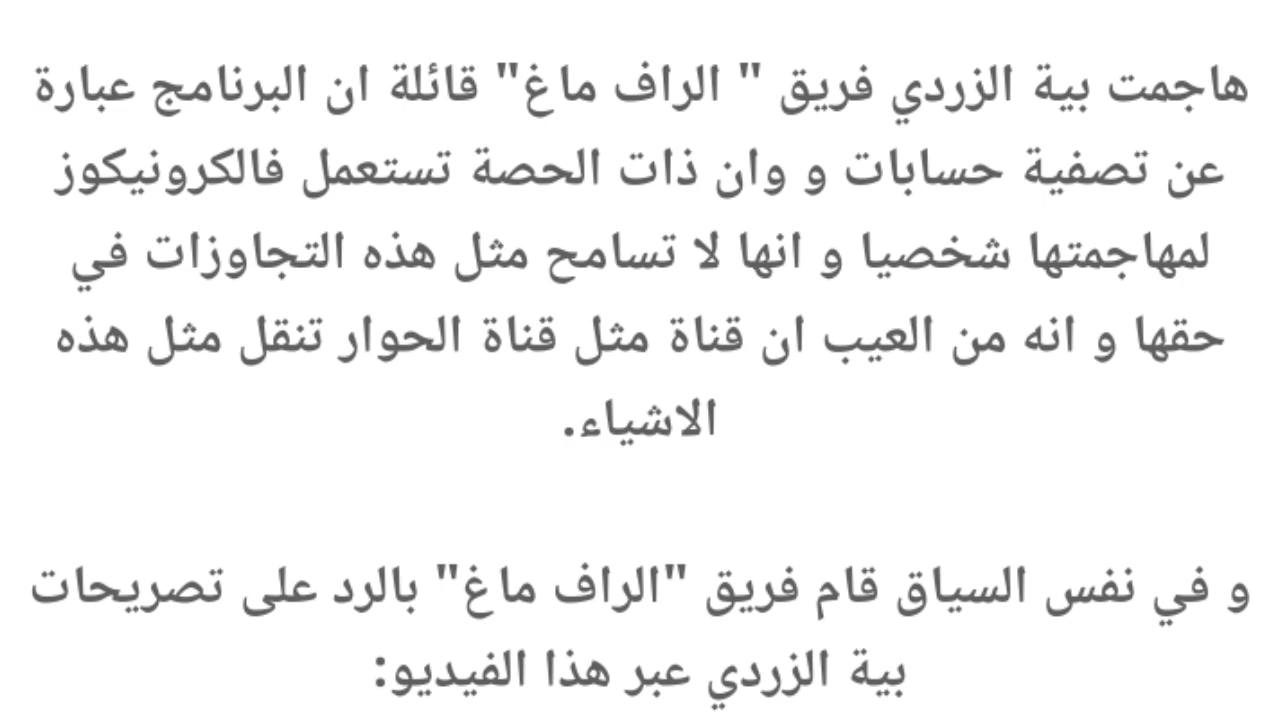 هاجمت بية الزردي فريق " الراف ماغ" قائلة ان البرنامج عبارة
عن تصفية حسابات و وان ذات الحصة تستعمل فالكرونيكوز
لمهاجمتها شخصيا و انها لا تسامح مثل هذه التجاوزات في
حقها و انه من العيب ان قناة مثل قناة الحوار تنقل مثل هذه
الاشياء.
و في نفس السياق قام فريق "الراف ماغ" بالرد على تصريحات
بية الزردي عبر هذا الفيديو: